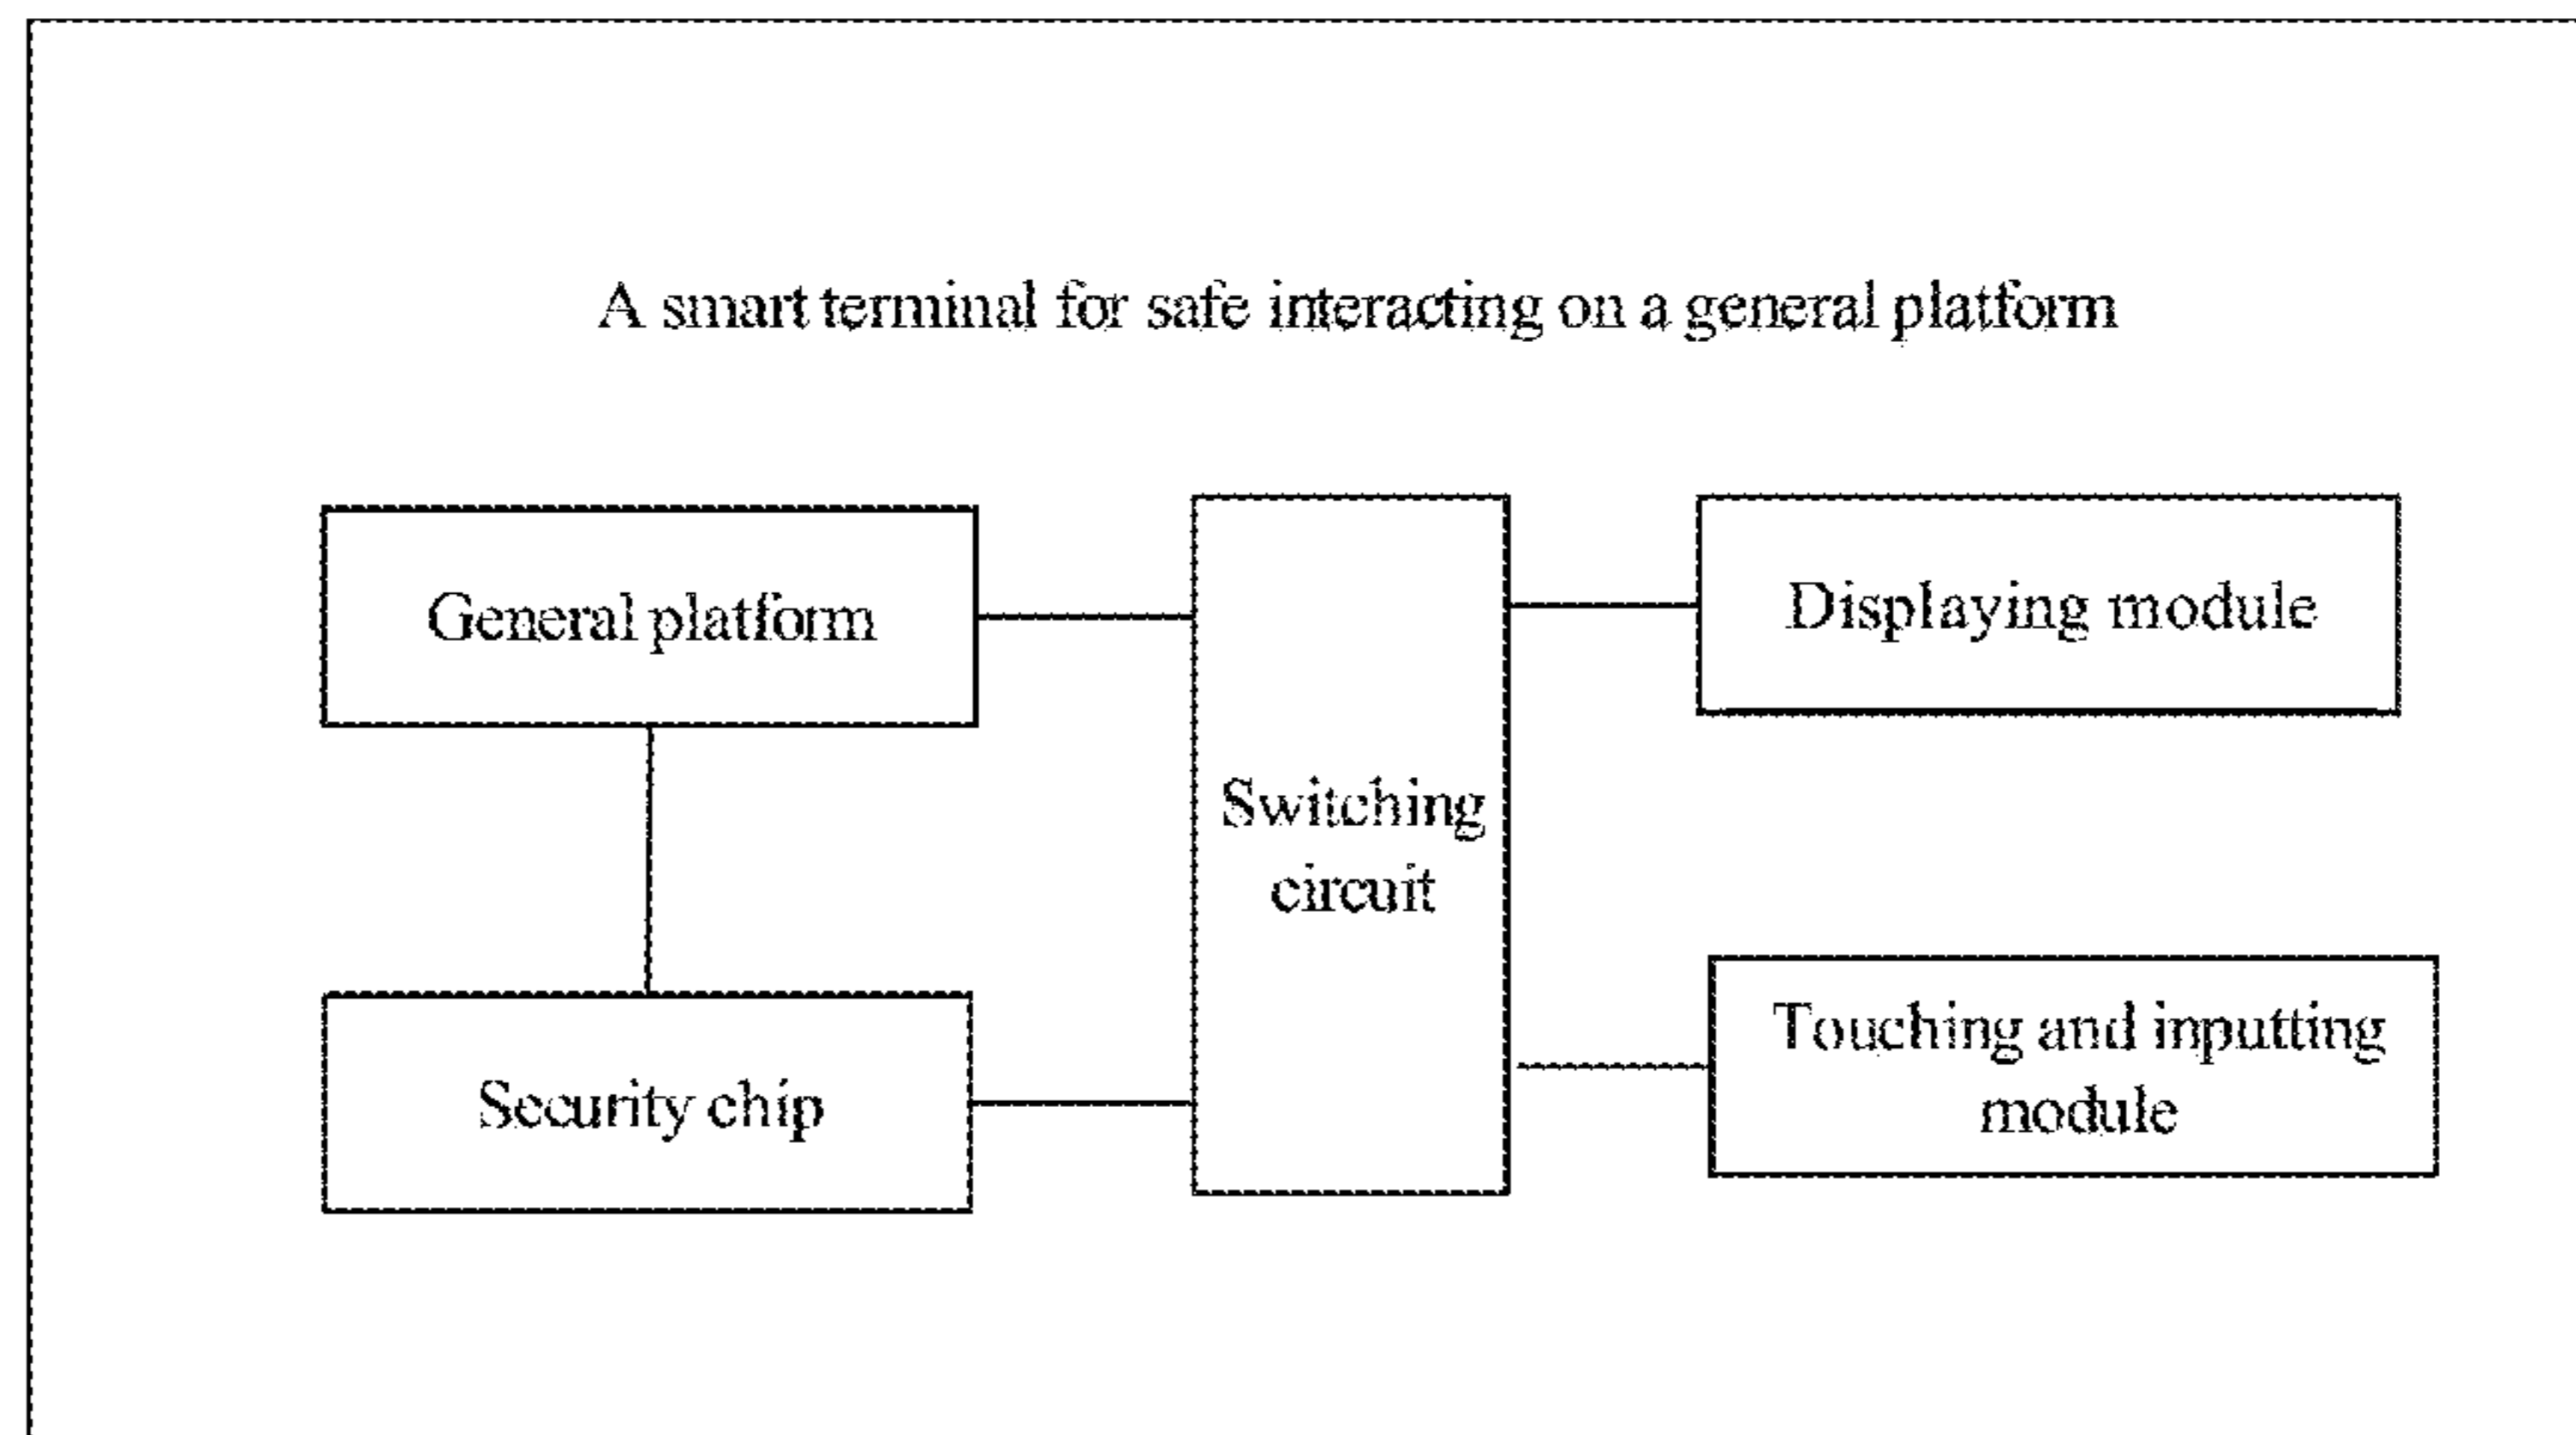 A smart terminal for safe interacting on a general platform
General platform
Displaying module
Switching
circuit
Security chip
Touching and inputting
module